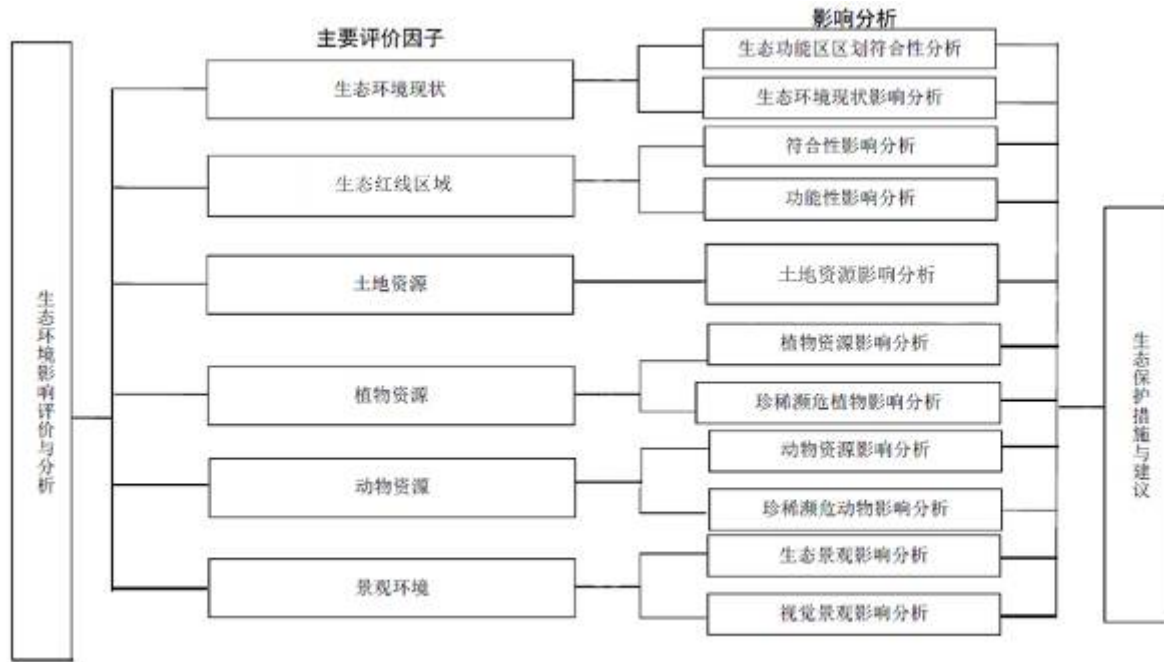 主要评价因子
影响分析
生态环境影响评价与分析
生态环境现状
生态功能区区划符合性分析
生态环境现状影响分析
生态红线区域
符合性影响分析
功能性影响分析
土地资源
土地资源影响分析
植物资源
植物资源影响分析
珍稀濒危植物影响分析
动物资源
动物资源影响分析
珍稀濒危动物影响分析
景观环境
生态景观影响分析
视觉景观影响分析
生态保护措施与建议